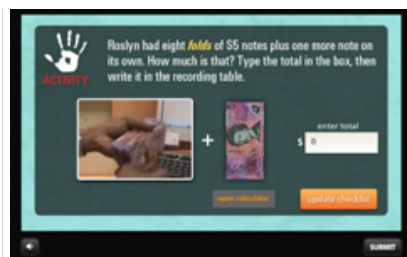 Roslyn had eight folds of $5 notes plus one more note on
its own. How much is that? Type the total in the box, then
write it in the recording table.
ACTIVITY
+
enter total
$ 0
open calculator
update checklist
SUBMIT